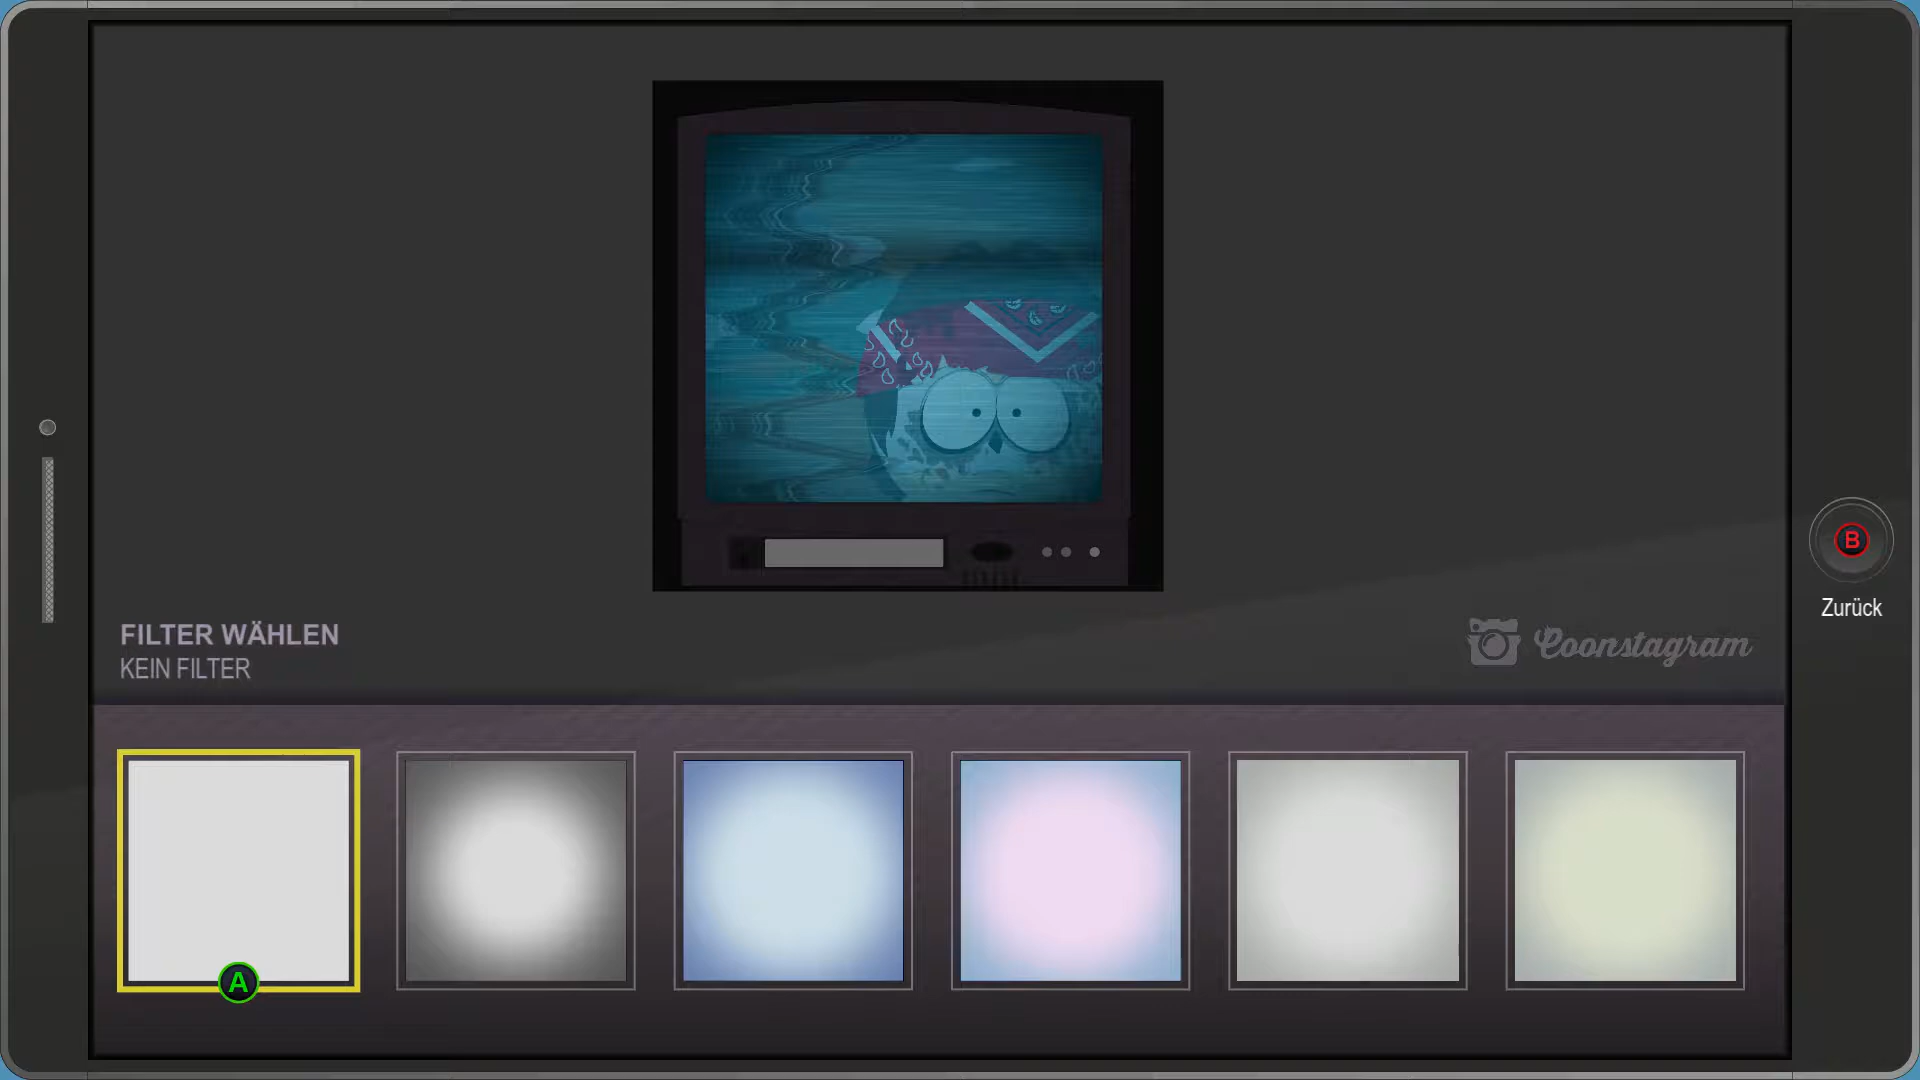 FILTER WÄHLEN
KEIN FILTER
Coonstagram
B
Zurück
A